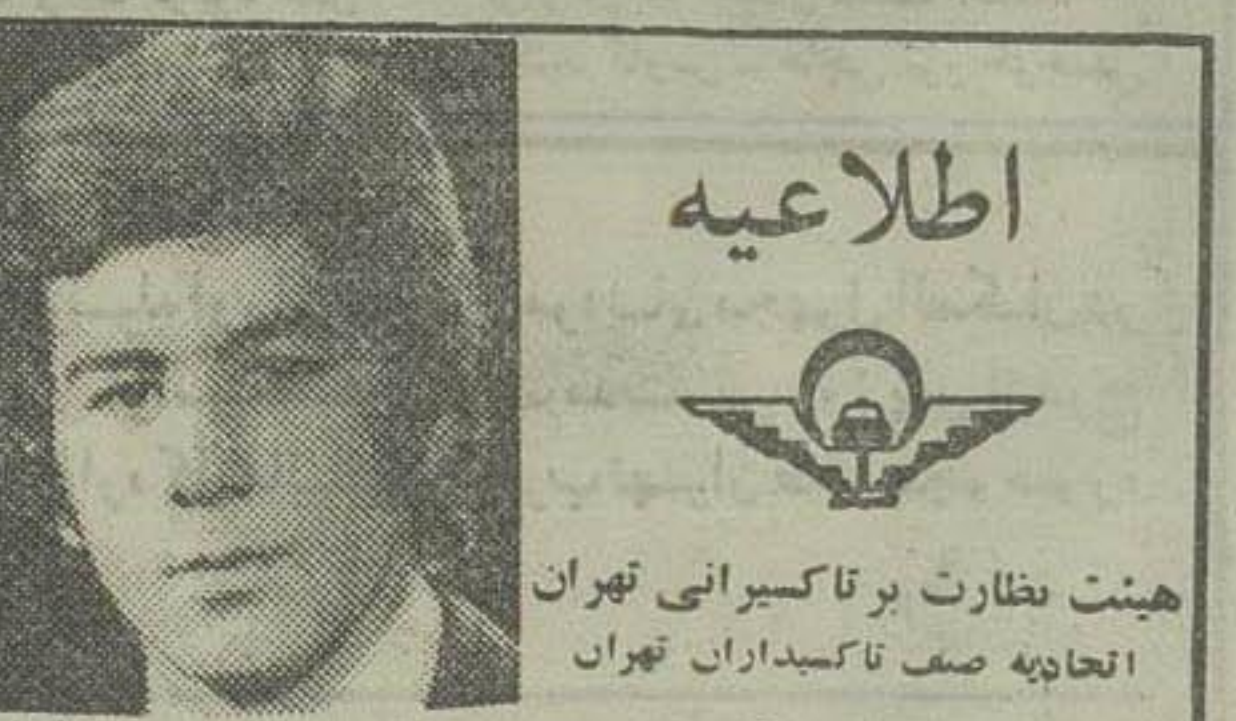 اطلاعیه
هیئت نظارت بر تاکسیرانی تهران
اتحادیه صنف تاکسیداران تهران